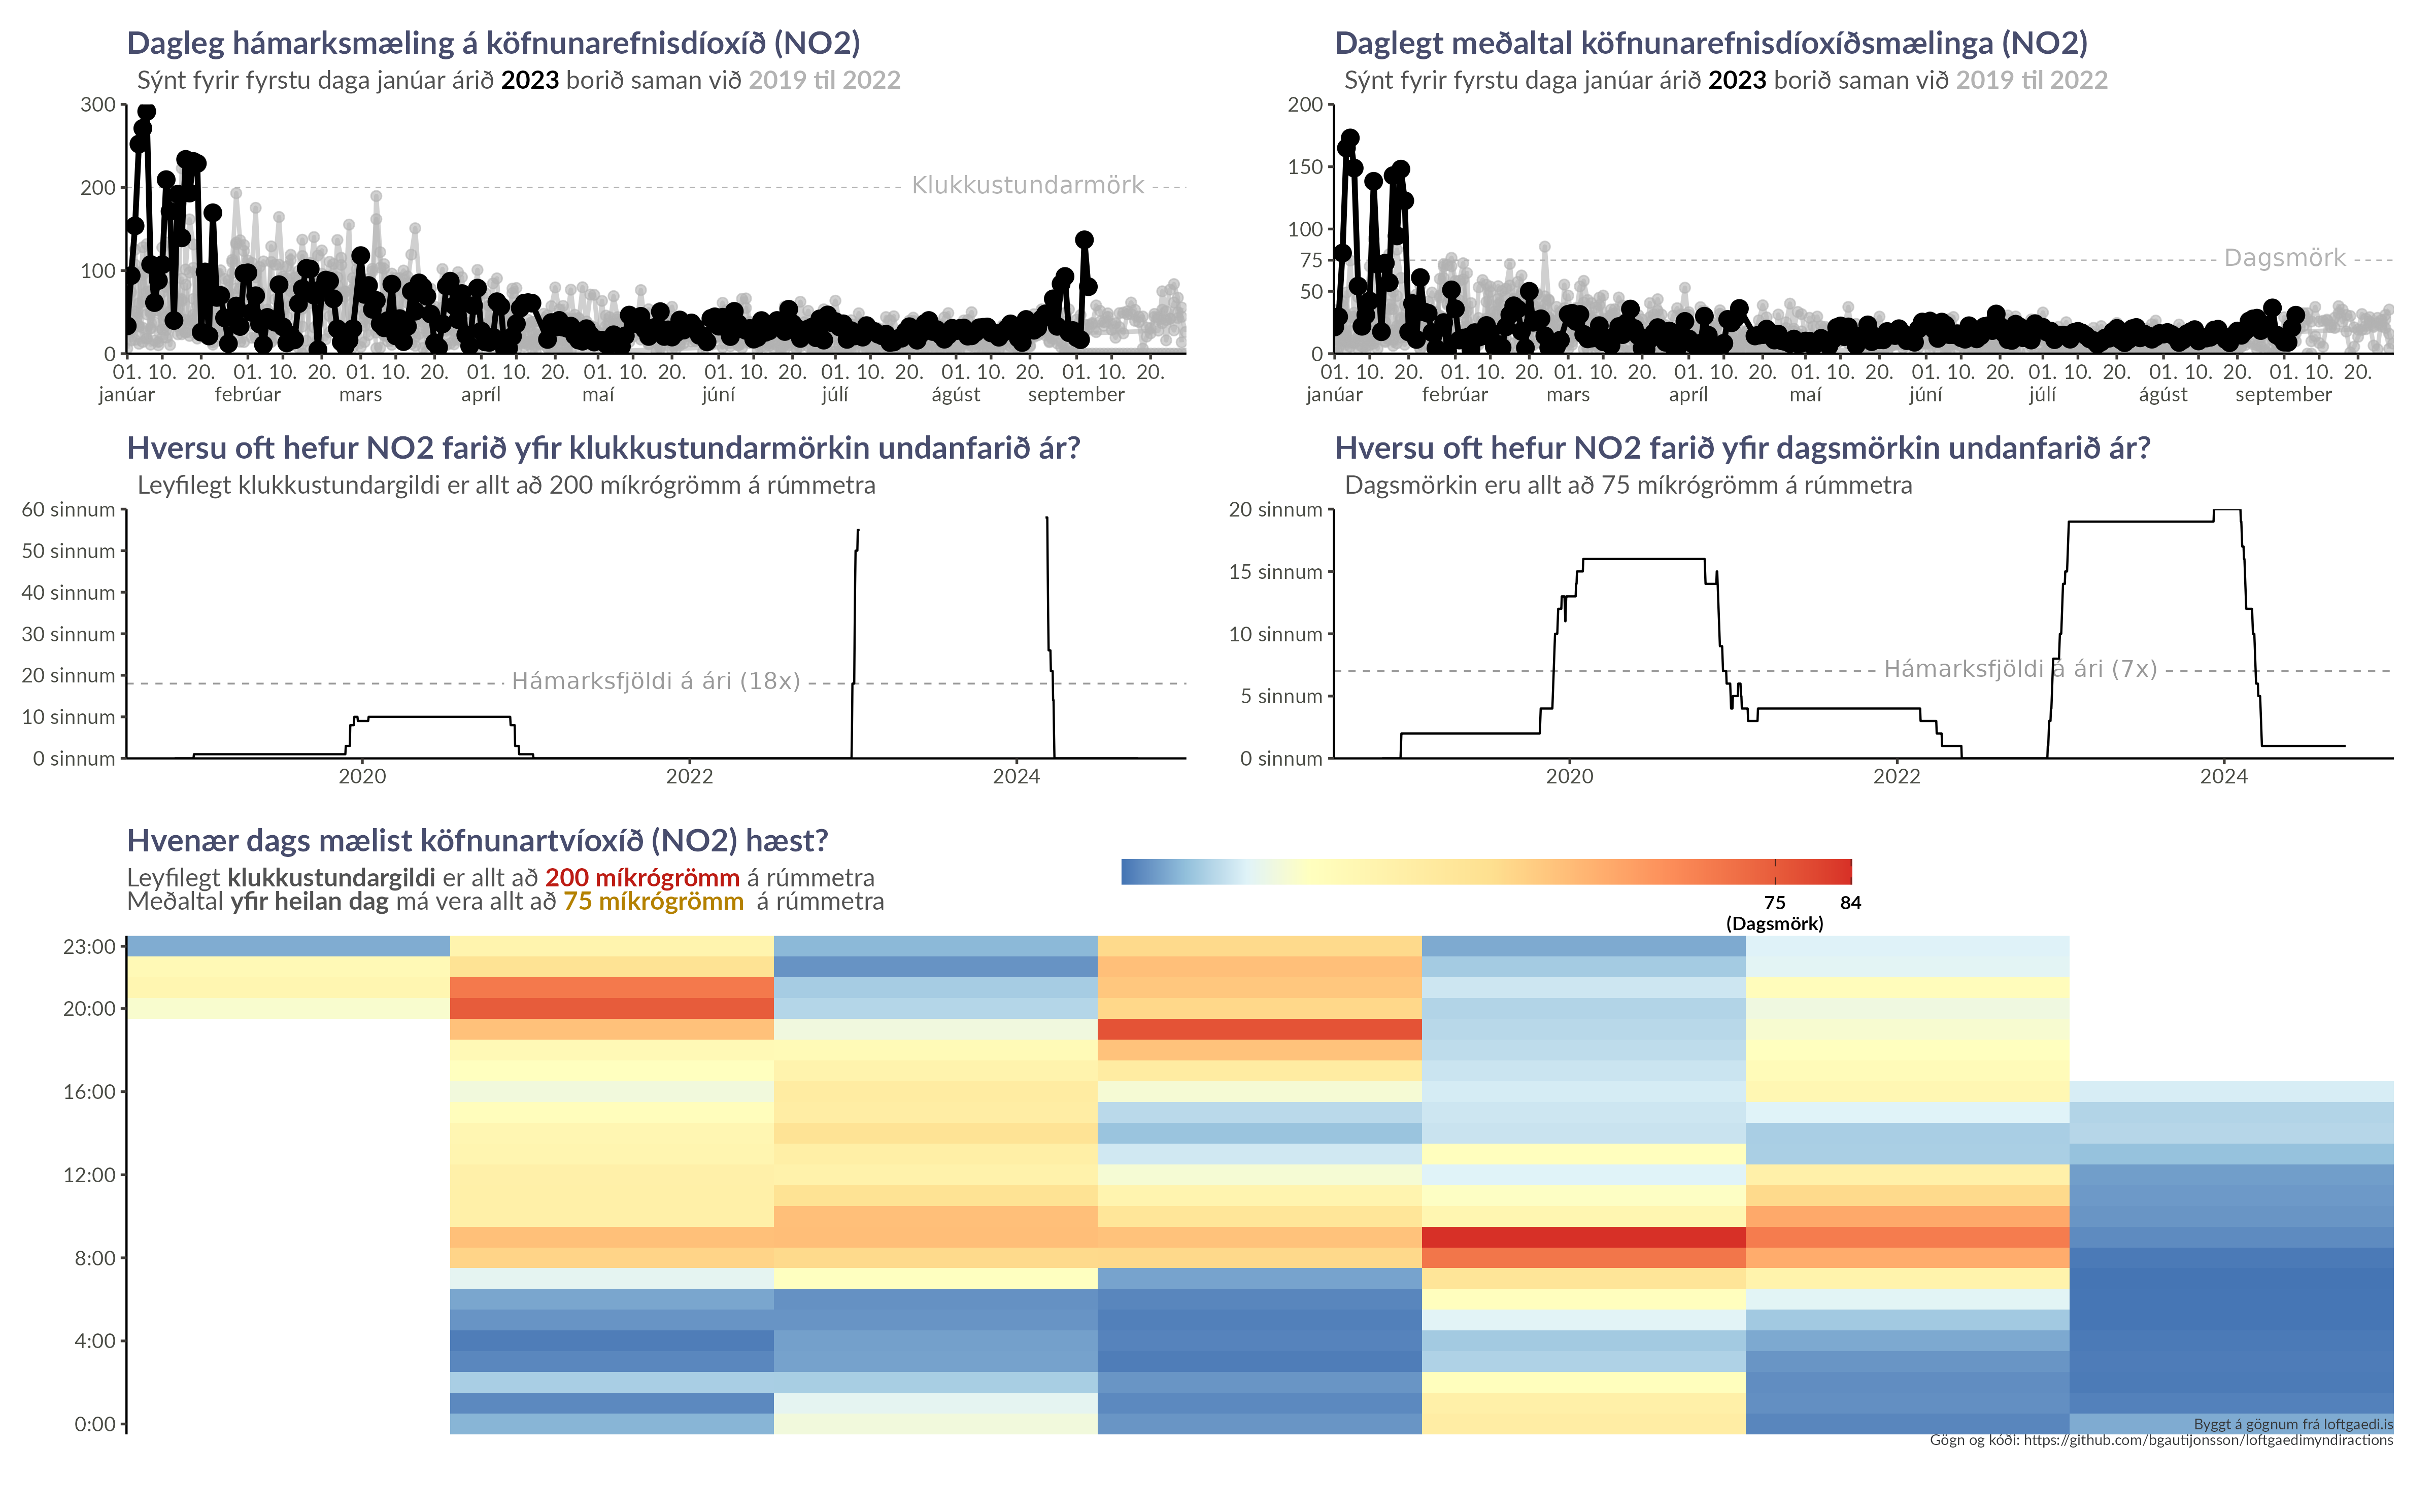 Dagleg hámarksmæling á köfnunarefnisdíoxíð (NO2)
Sýnt fyrir fyrstu daga janúar árið 2023 borið saman við 2019 til 2022
300
200
100
0
Klukkustundarmörk
01. 10. 20. 01. 10. 20. 01. 10. 20. 01. 10. 20. 01. 10. 20. 01. 10. 20. 01. 10. 20. 01. 10. 20. 01. 10. 20.
janúar febrúar mars apríl maí júní júlí ágúst september
Daglegt meðaltal köfnunarefnisdíoxíðsmælinga (NO2)
Sýnt fyrir fyrstu daga janúar árið 2023 borið saman við 2019 til 2022
200
150
100
75
50
0
Dagsmörk
01. 10. 20. 01. 10. 20. 01. 10. 20. 01. 10. 20. 01. 10. 20. 01. 10. 20. 01. 10. 20. 01. 10. 20. 01. 10. 20.
janúar febrúar mars apríl maí júní júlí ágúst september
Hversu oft hefur NO2 farið yfir klukkustundarmörkin undanfarið ár?
Leyfilegt klukkustundargildi er allt að 200 míkrógrömm á rúmmetra
60 sinnum
50 sinnum
40 sinnum
30 sinnum
20 sinnum
10 sinnum
0 sinnum
Hámarksfjöldi á ári (18x)
2020 2022 2024
Hversu oft hefur NO2 farið yfir dagsmörkin undanfarið ár?
Dagsmörkin eru allt að 75 míkrógrömm á rúmmetra
20 sinnum
15 sinnum
10 sinnum
5 sinnum
0 sinnum
Hámarksfjöldi á ári (7x)
2020 2022 2024
Hvenær dags mælist köfnunartvíoxíð (NO2) hæst?
Leyfilegt klukkustundargildi er allt að 200 míkrógrömm á rúmmetra
Meðaltal yfir heilan dag má vera allt að 75 míkrógrömm á rúmmetra
75 84
(Dagsmörk)
23:00
20:00
16:00
12:00
8:00
4:00
0:00
Byggt á gögnum frá loftgaedi.is
Gögn og kóði: https://github.com/bgautijonsson/loftgaedimyndiractions